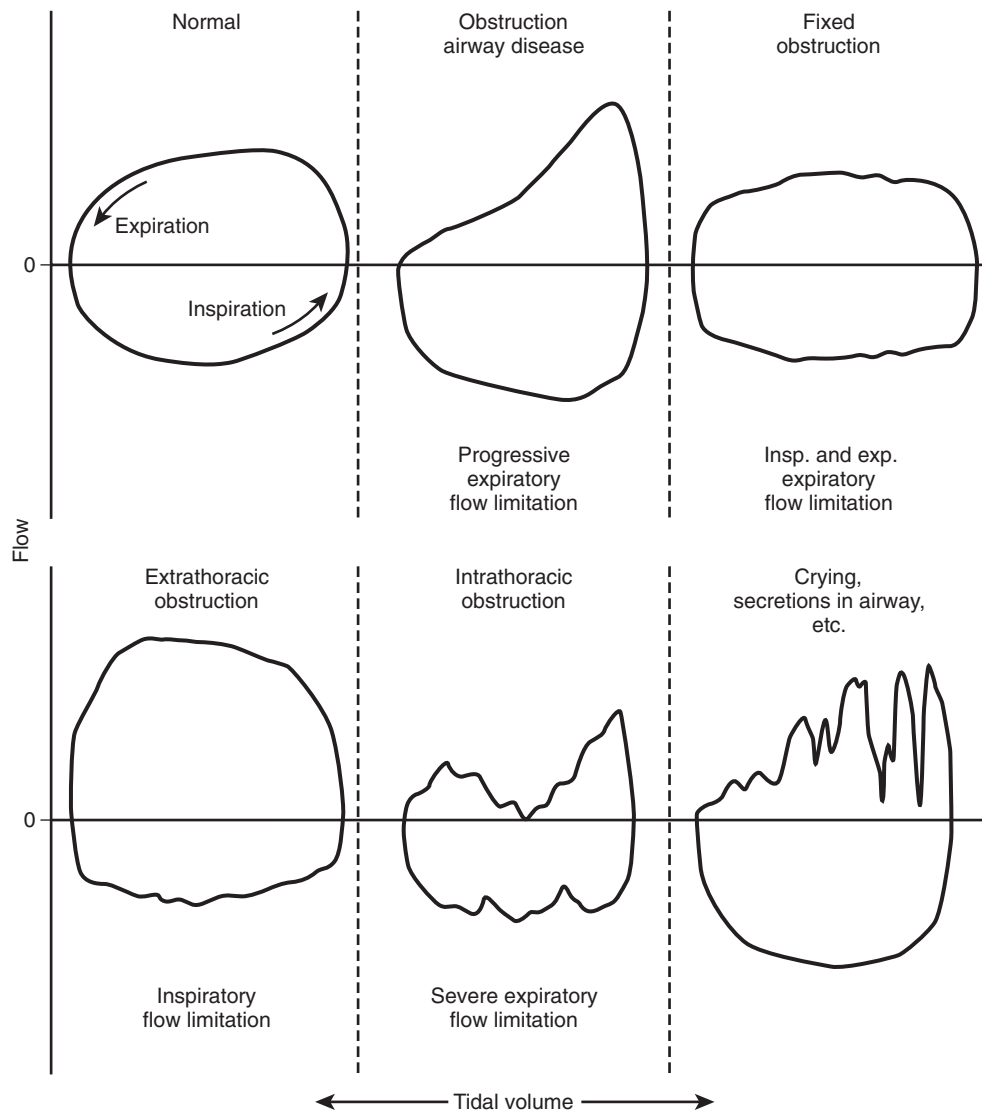 Normal
Obstruction
airway disease
Fixed
obstruction
Expiration
0
Inspiration
Progressive
expiratory
flow limitation
Insp. and exp.
expiratory
flow limitation
Flow
Extrathoracic
obstruction
Intrathoracic
obstruction
Crying,
secretions in airway,
etc.
0
Inspiratory
flow limitation
Severe expiratory
flow limitation
Tidal volume